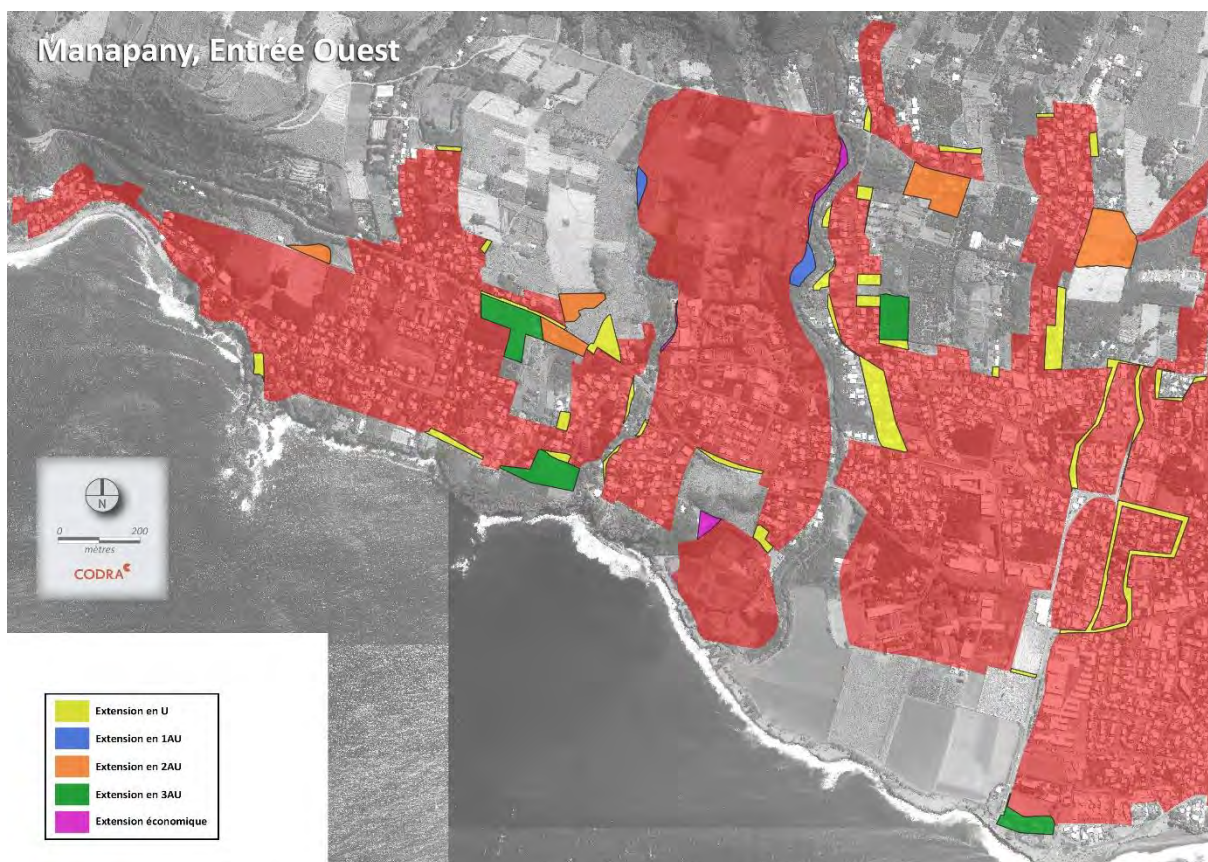 Manapany, Entrée Ouest
N
0 200
mètres
CODRA
Extension en U
Extension en 1AU
Extension en 2AU
Extension en 3AU
Extension économique